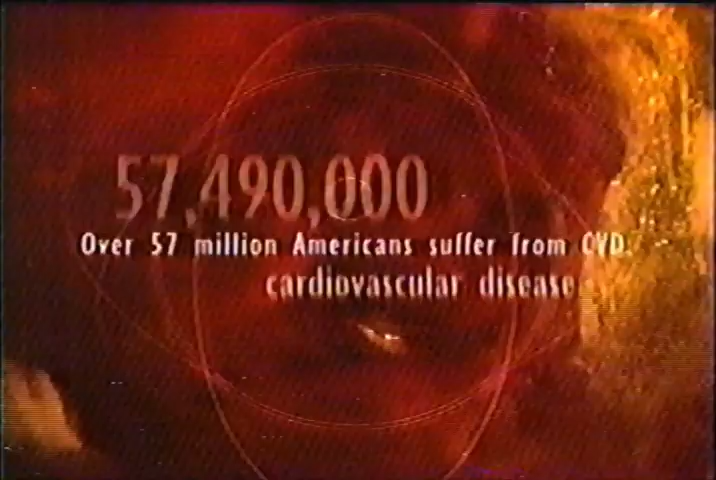 57,490,000
Over 57 million Americans suffer from CVD.
cardiovascular disease